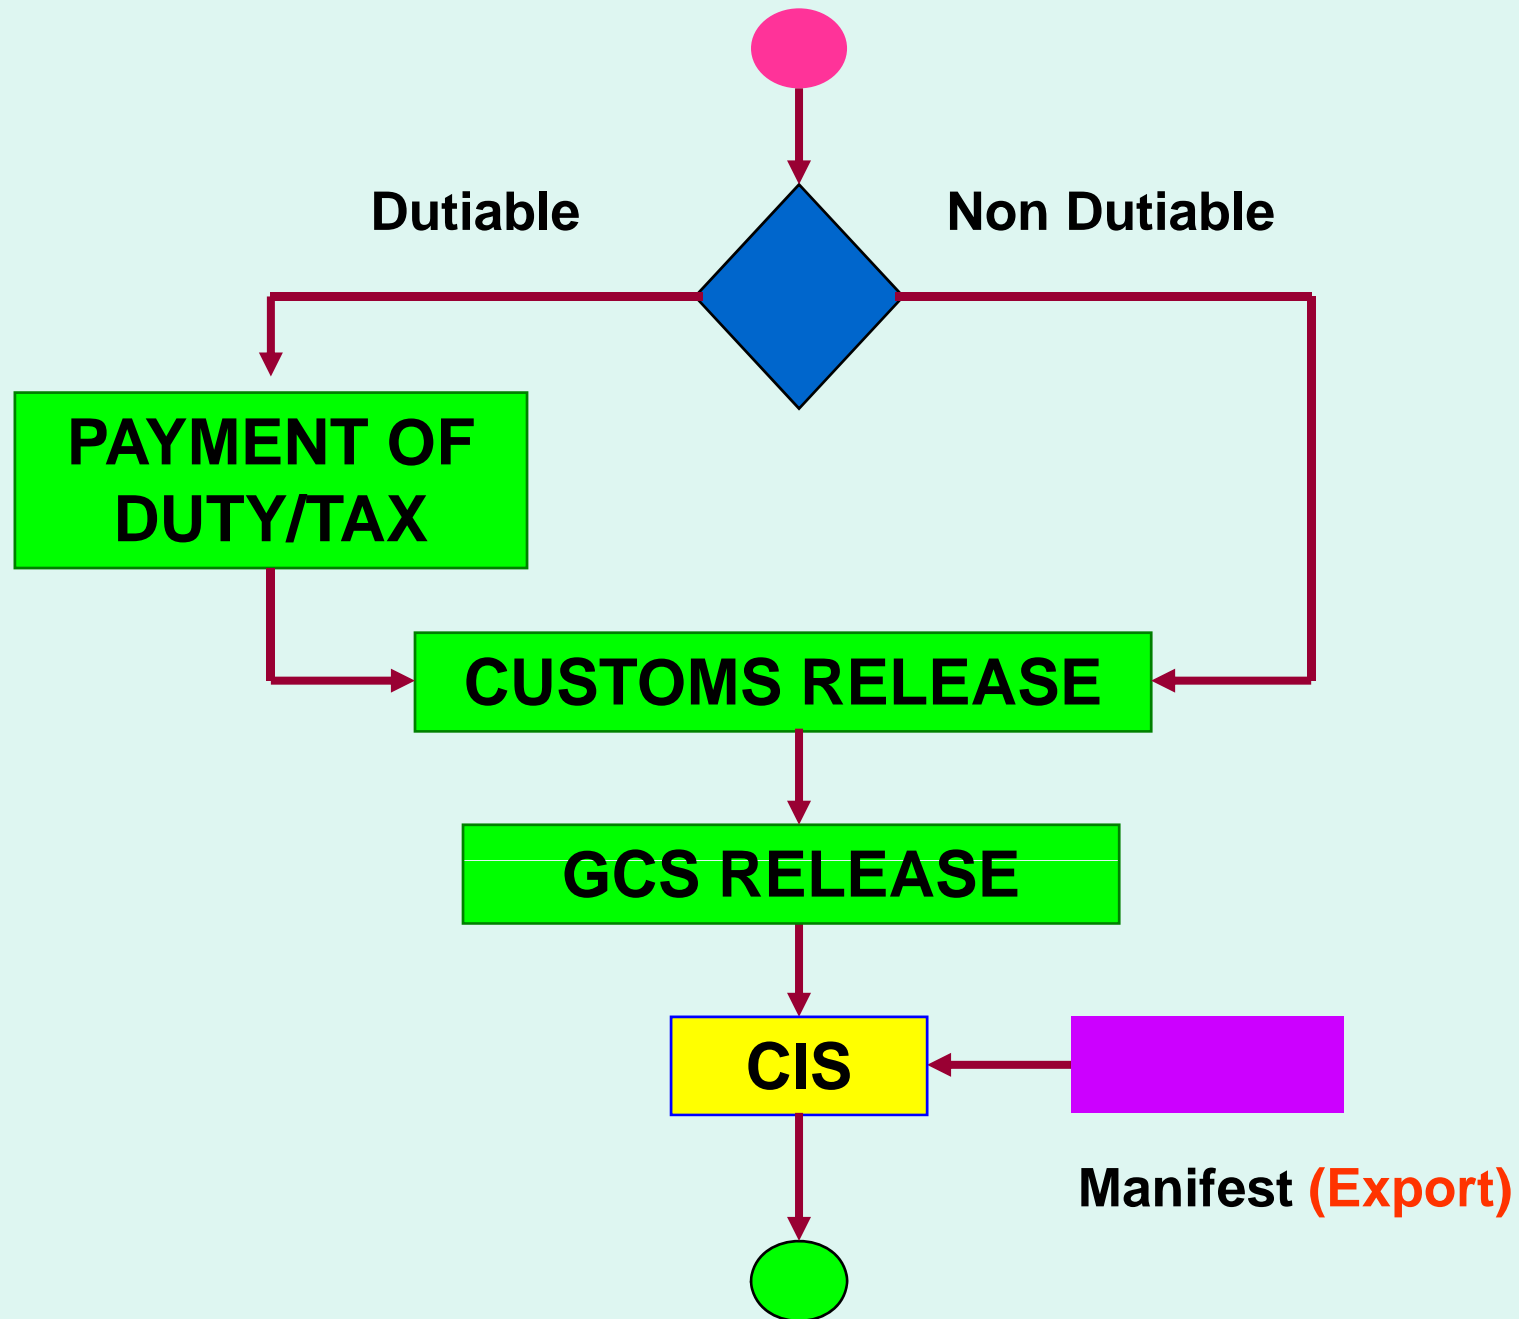 Dutiable
Non Dutiable
PAYMENT OF
DUTY/TAX
CUSTOMS RELEASE
GCS RELEASE
CIS
Manifest (Export)